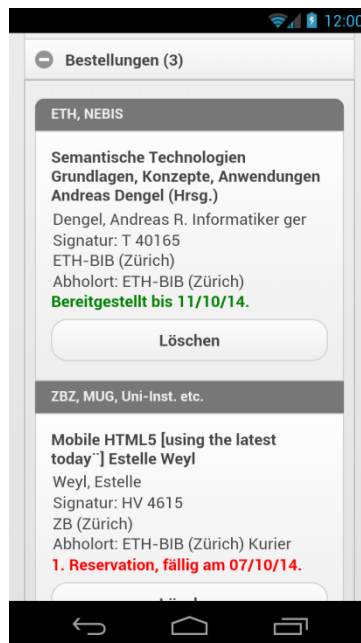 12:00
Bestellungen (3)
ETH, NEBIS
Semantische Technologien
Grundlagen, Konzepte, Anwendungen
Andreas Dengel (Hrsg.)
Dengel, Andreas R. Informatiker ger
Signatur: T 40165
ETH-BIB (Zürich)
Abholort: ETH-BIB (Zürich)
Bereitgestellt bis 11/10/14.
Löschen
ZBZ, MUG, Uni-Inst. etc.
Mobile HTML5 [using the latest
today¨] Estelle Weyl
Weyl, Estelle
Signatur: HV 4615
ZB (Zürich)
Abholort: ETH-BIB (Zürich) Kurier
1. Reservation, fällig am 07/10/14.